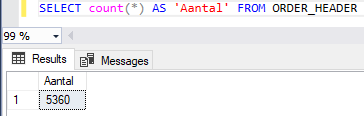 SELECT count(*) AS 'Aantal' FROM ORDER_HEADER
99 %
Results Messages
Aantal
1 5360